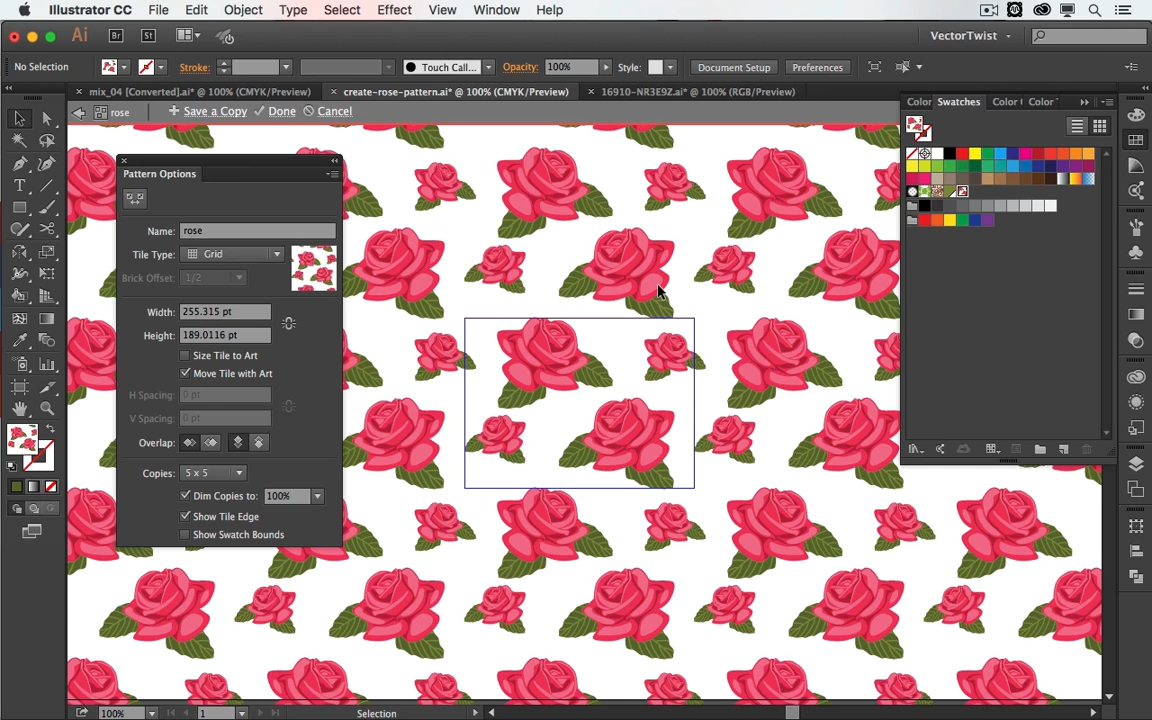 Illustrator CC File Edit Object Type Select Effect View Window Help
Ai Br St VectorTwist
No Selection Stroke: Touch Call... Opacity: 100% Style: Document Setup Preferences
× mix_04 [Converted].ai* @ 100% (CMYK/Preview) × create-rose-pattern.ai* @ 100% (CMYK/Preview) × 16910-NR3E9Z.ai* @ 100% (RGB/Preview)
rose + Save a Copy Done Cancel
Color Swatches Color Color
Pattern Options
Name: rose
Tile Type: Grid
Brick Offset: 1/2
Width: 255.315 pt
Height: 189.0116 pt
Size Tile to Art
Move Tile with Art
H Spacing: 0 pt
V Spacing: 0 pt
Overlap:
Copies: 5 x 5
Dim Copies to: 100%
Show Tile Edge
Show Swatch Bounds
100% 1 Selection